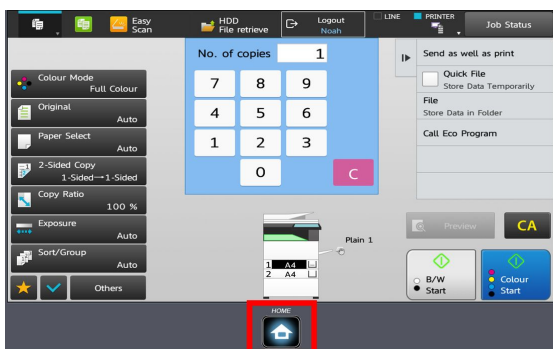 Easy
Scan
HDD
File retrieve
Logout
Noah
LINE
PRINTER
Job Status
No. of copies 1
7 8 9
4 5 6
1 2 3
0 C
Colour Mode
Full Colour
Original
Auto
Paper Select
Auto
2-Sided Copy
1-Sided→1-Sided
Copy Ratio
100 %
Exposure
Auto
Sort/Group
Auto
Others
Plain 1
1 A4
2 A4
Send as well as print
Quick File
Store Data Temporarily
File
Store Data in Folder
Call Eco Program
Preview
CA
B/W
Start
Colour
Start
HOME